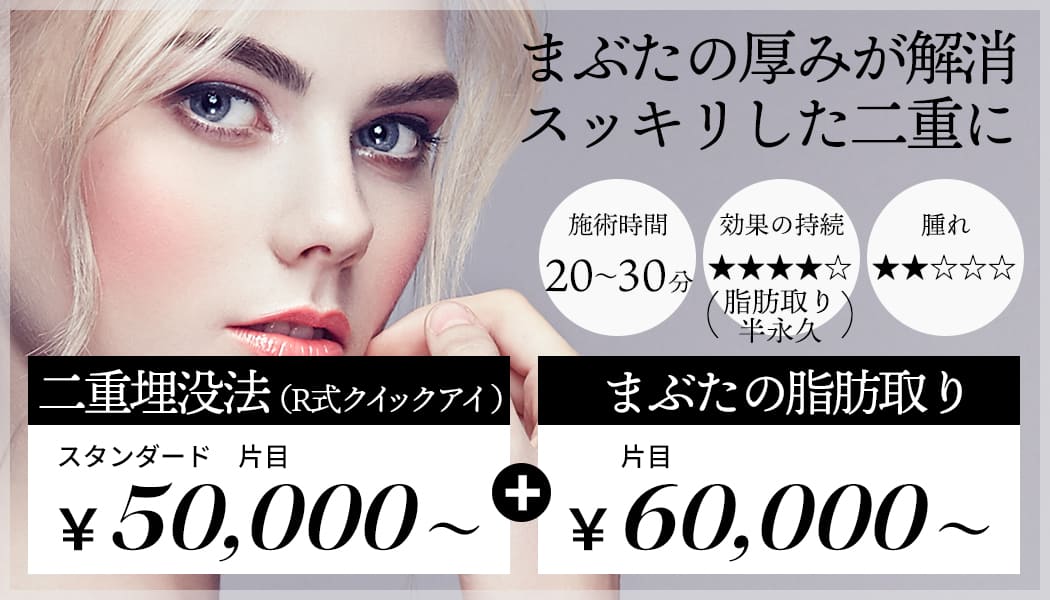 まぶたの厚みが解消
スッキリした二重に
施術時間
20~30分
効果の持続
★★★★☆
(脂肪取り
半永久)
腫れ
★★☆☆☆
二重埋没法(R式クイックアイ)
スタンダード 片目
¥50,000~
+
まぶたの脂肪取り
片目
¥60,000~